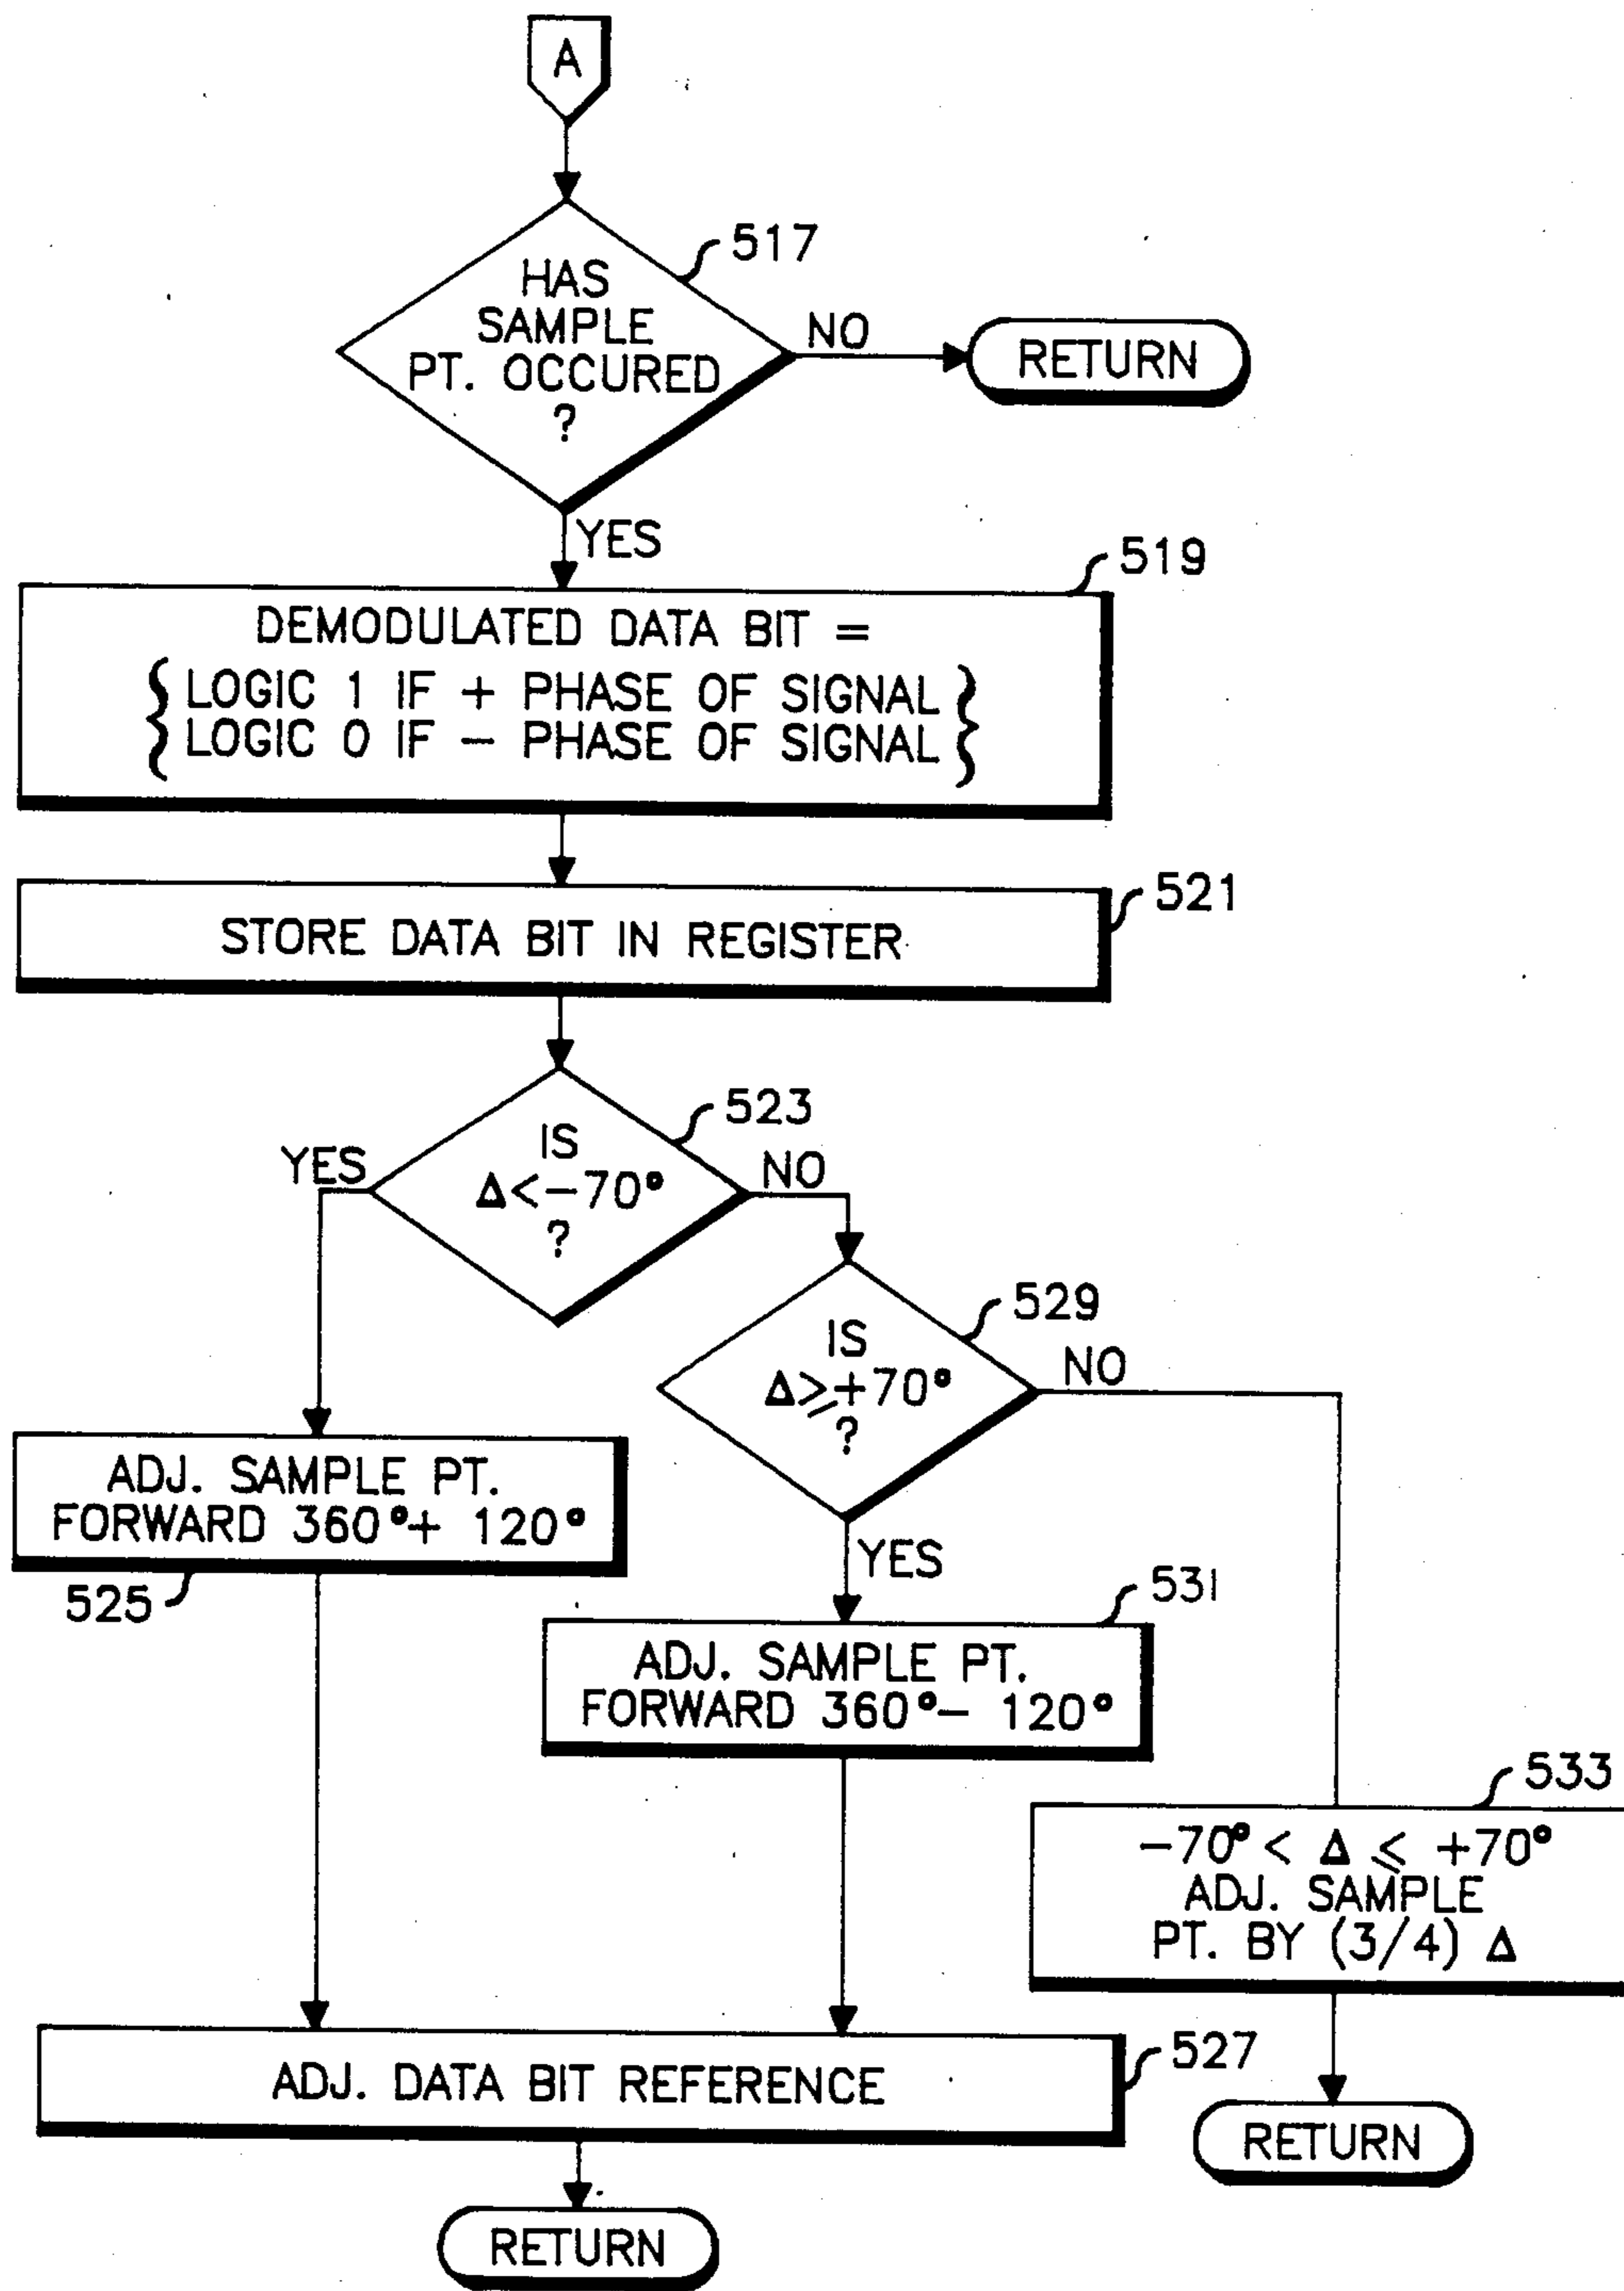 A
517
HAS
SAMPLE
PT. OCCURED
?
NO
RETURN
YES
519
DEMODULATED DATA BIT =
{ LOGIC 1 IF + PHASE OF SIGNAL }
{ LOGIC 0 IF - PHASE OF SIGNAL }
521
STORE DATA BIT IN REGISTER
523
IS
Δ<-70°
?
YES
NO
529
IS
Δ≥+70°
?
NO
YES
ADJ. SAMPLE PT.
FORWARD 360°+ 120°
525
531
ADJ. SAMPLE PT.
FORWARD 360°- 120°
533
-70° < Δ ≤ +70°
ADJ. SAMPLE
PT. BY (3/4) Δ
527
ADJ. DATA BIT REFERENCE
RETURN
RETURN